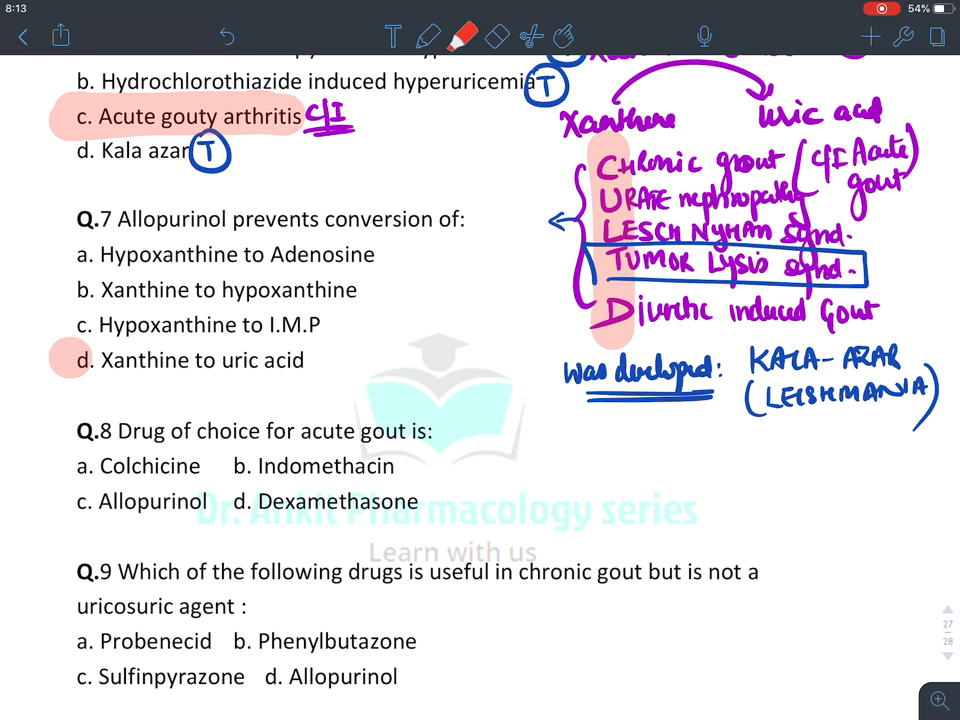 8:13
54%
b. Hydrochlorothiazide induced hyperuricemia T
c. Acute gouty arthritis C/I
d. Kala azar T
Xanthine Uric acid
CHRONIC gout (C/I Acute gout)
URATE nephropathy
LESCH NYHAN synd.
TUMOR LYSIS synd.
Diuretic induced Gout
Was developed: KALA-AZAR
(LEISHMANIA)
Q.7 Allopurinol prevents conversion of:
a. Hypoxanthine to Adenosine
b. Xanthine to hypoxanthine
c. Hypoxanthine to I.M.P
d. Xanthine to uric acid
Q.8 Drug of choice for acute gout is:
a. Colchicine b. Indomethacin
c. Allopurinol d. Dexamethasone
Dr. Ankit Pharmacology series
Learn with us
Q.9 Which of the following drugs is useful in chronic gout but is not a
uricosuric agent :
a. Probenecid b. Phenylbutazone
c. Sulfinpyrazone d. Allopurinol
27
28